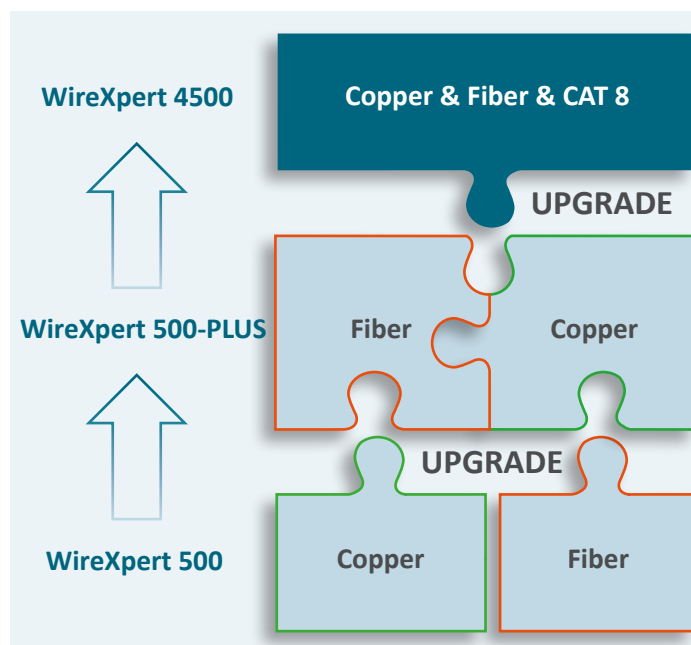 WireXpert 4500
Copper & Fiber & CAT 8
UPGRADE
WireXpert 500-PLUS
Fiber
Copper
UPGRADE
WireXpert 500
Copper
Fiber